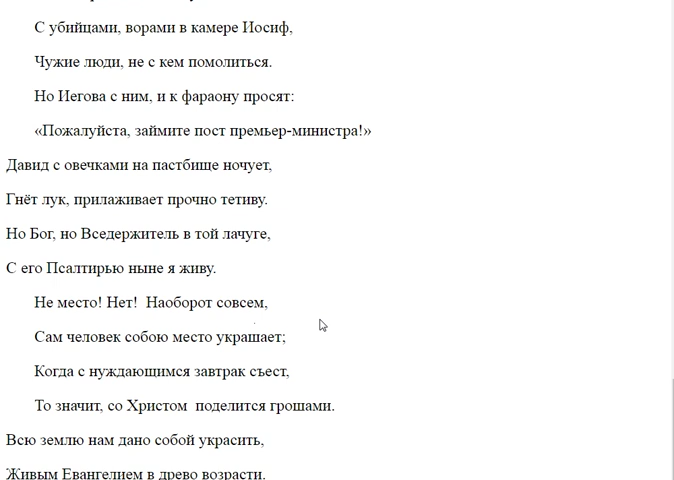 С убийцами, ворами в камере Иосиф,
Чужие люди, не с кем помолиться.
Но Иегова с ним, и к фараону просят:
«Пожалуйста, займите пост премьер-министра!»
Давид с овечками на пастбище ночует,
Гнёт лук, прилаживает прочно тетиву.
Но Бог, но Вседержитель в той лачуге,
С его Псалтирью ныне я живу.
Не место! Нет!  Наоборот совсем,
Сам человек собою место украшает;
Когда с нуждающимся завтрак съест,
То значит, со Христом  поделится грошами.
Всю землю нам дано собой украсить,
Живым Евангелием в древо возрасти.